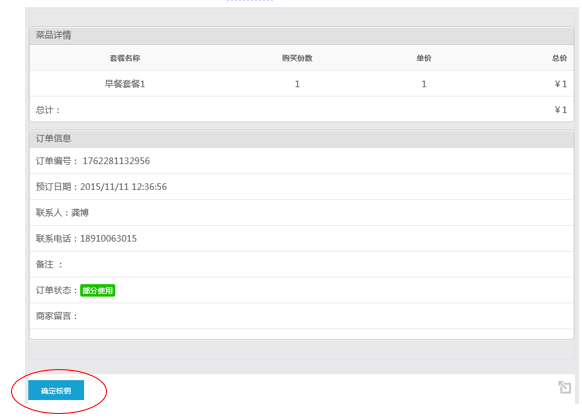 菜品详情
套餐名称 购买份数 单价 总价
早餐套餐1 1 1 ¥1
总计： ¥1
订单信息
订单编号： 1762281132956
预订日期：2015/11/11 12:36:56
联系人：龚博
联系电话：18910063015
备注 ：
订单状态：部分使用
商家留言：
确定核销